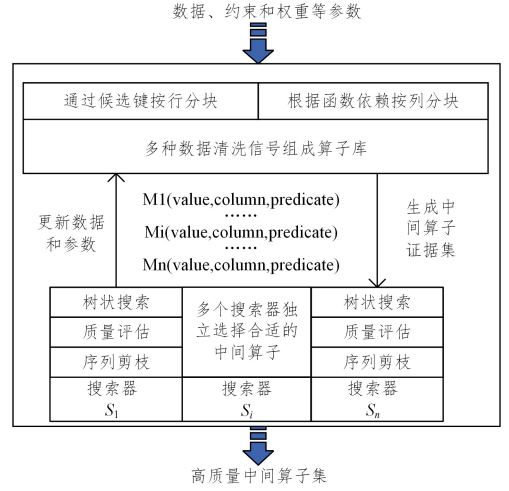 数据、约束和权重等参数
通过候选键按行分块
根据函数依赖按列分块
多种数据清洗信号组成算子库
更新数据
和参数
M1(value,column,predicate)
……
Mi(value,column,predicate)
……
Mn(value,column,predicate)
生成中
间算子
证据集
树状搜索
质量评估
序列剪枝
搜索器
S1
多个搜索器独
立选择合适的
中间算子
搜索器
Si
树状搜索
质量评估
序列剪枝
搜索器
Sn
高质量中间算子集